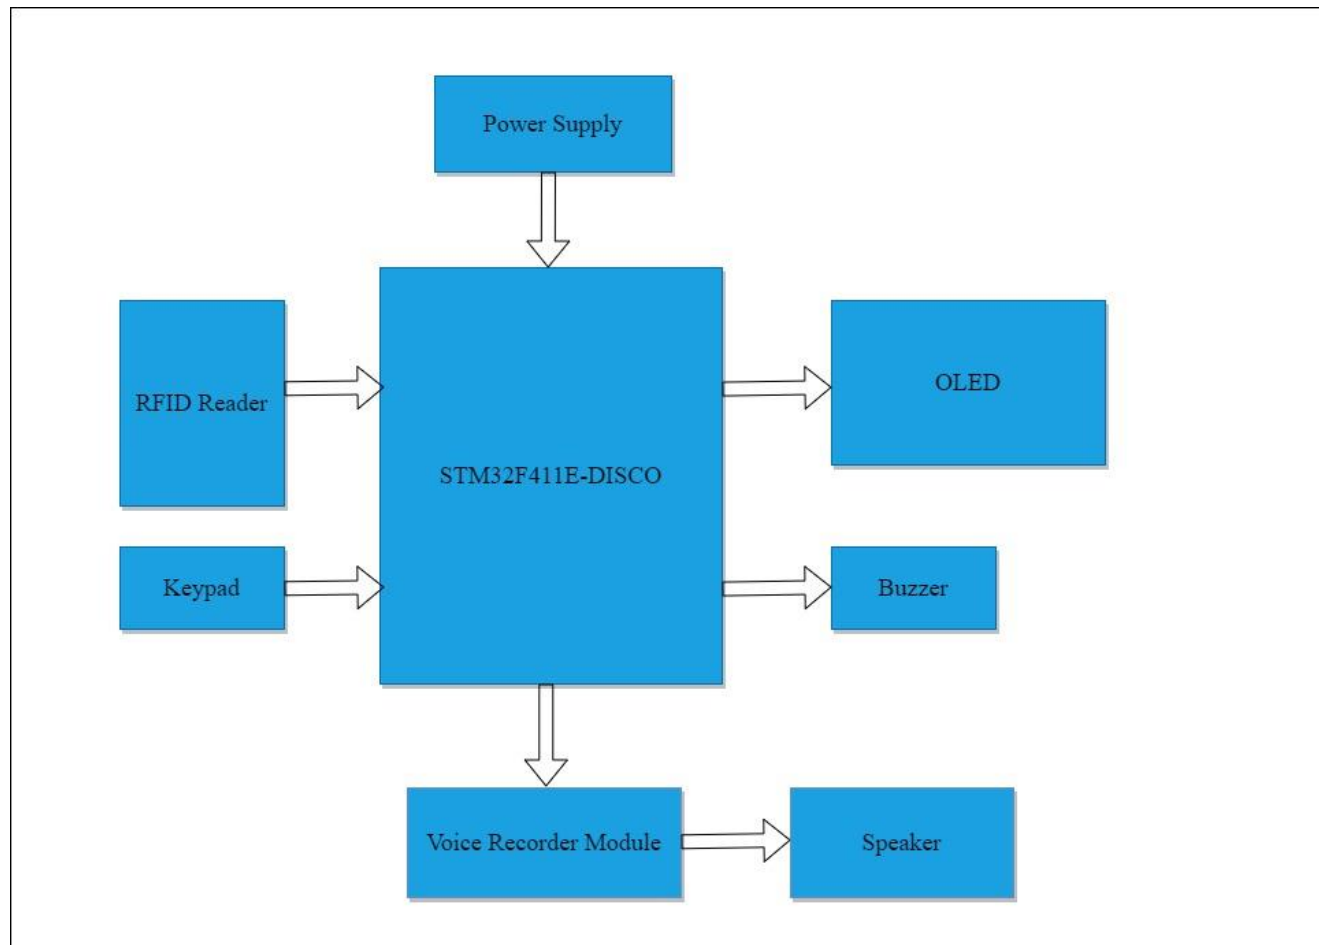 Power Supply
RFID Reader
OLED
STM32F411E-DISCO
Keypad
Buzzer
Voice Recorder Module
Speaker